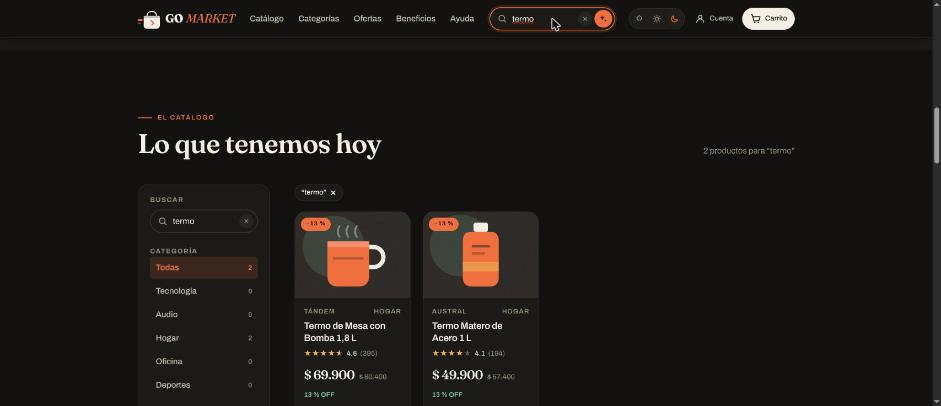 GO MARKET
Catálogo Categorías Ofertas Beneficios Ayuda
termo
Cuenta
Carrito
EL CATÁLOGO
Lo que tenemos hoy
2 productos para “termo”
BUSCAR
termo
CATEGORÍA
Todas 2
Tecnología 0
Audio 0
Hogar 2
Oficina 0
Deportes 0
“termo” ×
-13 %
TÁNDEM HOGAR
Termo de Mesa con
Bomba 1,8 L
4.6 (395)
$ 69.900 $ 80.400
13 % OFF
-13 %
AUSTRAL HOGAR
Termo Matero de
Acero 1 L
4.1 (194)
$ 49.900 $ 57.400
13 % OFF